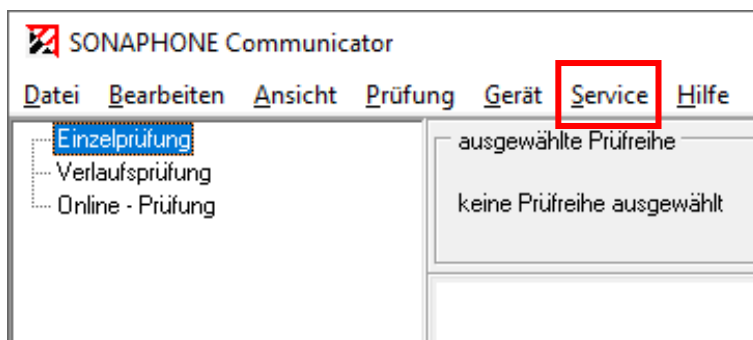 SONAPHONE Communicator
Datei Bearbeiten Ansicht Prüfung Gerät Service Hilfe
Einzelprüfung
Verlaufsprüfung
Online - Prüfung
ausgewählte Prüfreihe
keine Prüfreihe ausgewählt